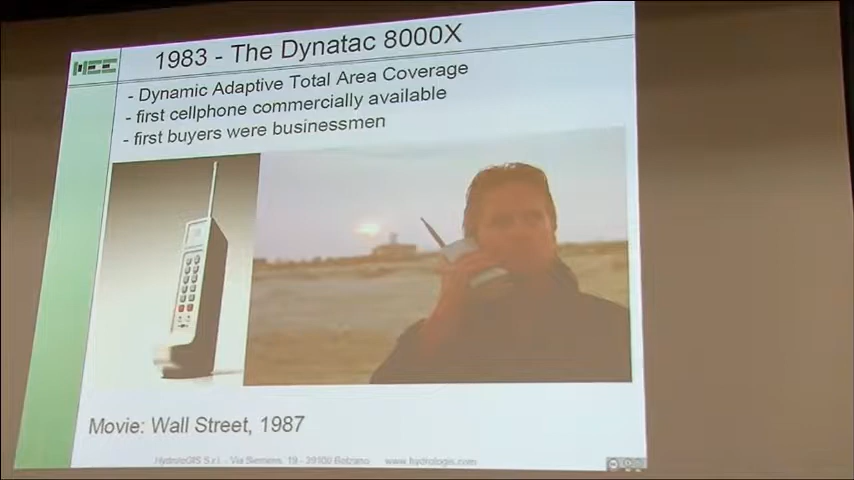 1983 - The Dynatac 8000X
- Dynamic Adaptive Total Area Coverage
- first cellphone commercially available
- first buyers were businessmen
Movie: Wall Street, 1987
HydroloGIS S.r.l. - Via Siemens, 19 - 39100 Bolzano www.hydrologis.com